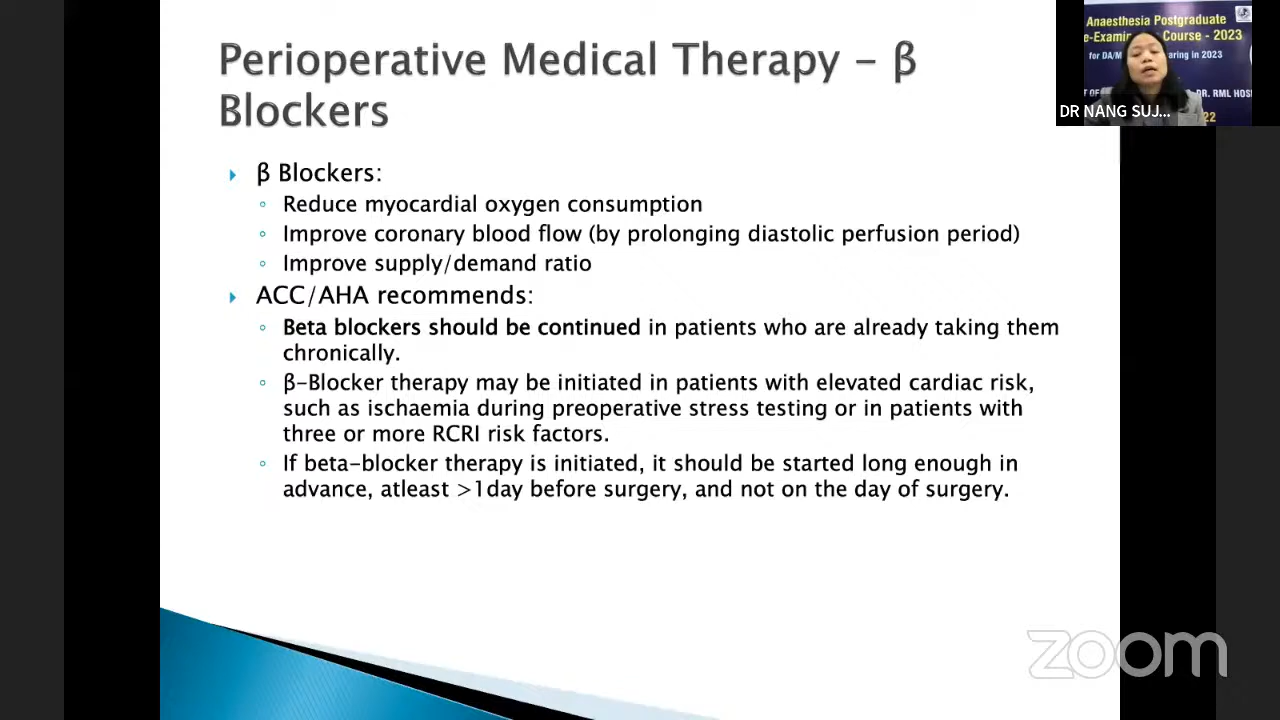 Perioperative Medical Therapy - β
Blockers
β Blockers:
Reduce myocardial oxygen consumption
Improve coronary blood flow (by prolonging diastolic perfusion period)
Improve supply/demand ratio
ACC/AHA recommends:
Beta blockers should be continued in patients who are already taking them
chronically.
β-Blocker therapy may be initiated in patients with elevated cardiac risk,
such as ischaemia during preoperative stress testing or in patients with
three or more RCRI risk factors.
If beta-blocker therapy is initiated, it should be started long enough in
advance, atleast >1day before surgery, and not on the day of surgery.
Anaesthesia Postgraduate
Course - 2023
for DA/M
aring in 2023
DR. RML HOS
22
DR NANG SUJ...
zoom